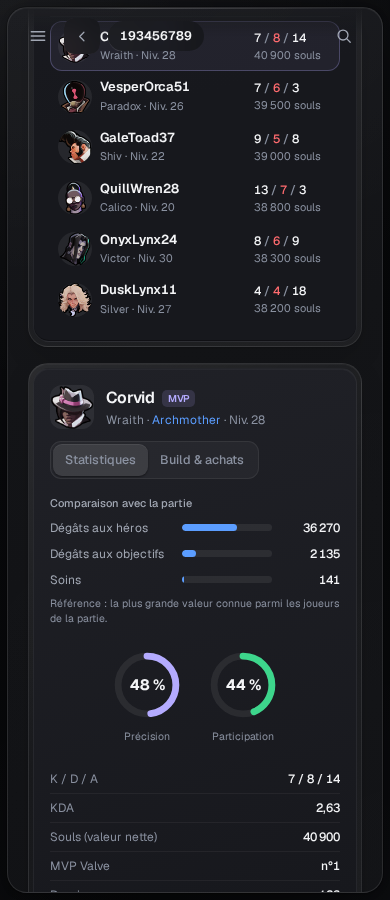 193456789
7 / 8 / 14
Wraith · Niv. 28
40 900 souls
VesperOrca51
7 / 6 / 3
Paradox · Niv. 26
39 500 souls
GaleToad37
9 / 5 / 8
Shiv · Niv. 22
39 000 souls
QuillWren28
13 / 7 / 3
Calico · Niv. 20
38 800 souls
OnyxLynx24
8 / 6 / 9
Victor · Niv. 30
38 300 souls
DuskLynx11
4 / 4 / 18
Silver · Niv. 27
38 200 souls
Corvid MVP
Wraith · Archmother · Niv. 28
Statistiques Build & achats
Comparaison avec la partie
Dégâts aux héros 36 270
Dégâts aux objectifs 2 135
Soins 141
Référence : la plus grande valeur connue parmi les joueurs
de la partie.
48 % 44 %
Précision Participation
K / D / A 7 / 8 / 14
KDA 2,63
Souls (valeur nette) 40 900
MVP Valve n°1